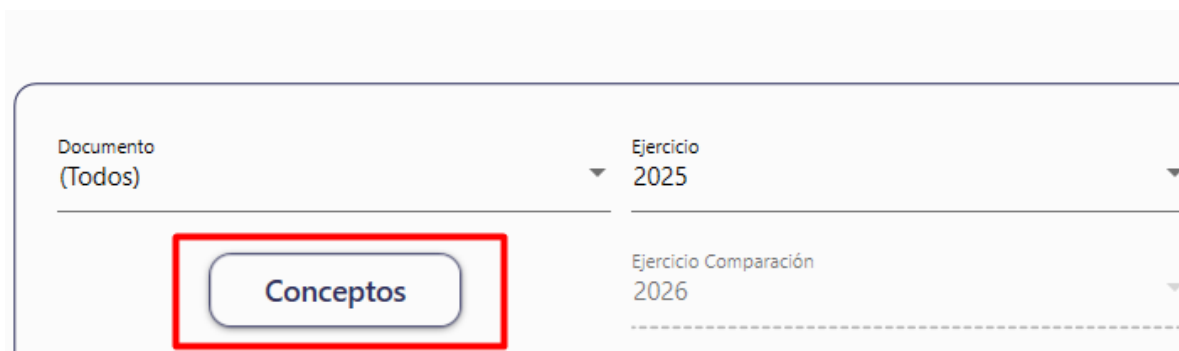 Documento
(Todos)
Ejercicio
2025
Conceptos
Ejercicio Comparación
2026